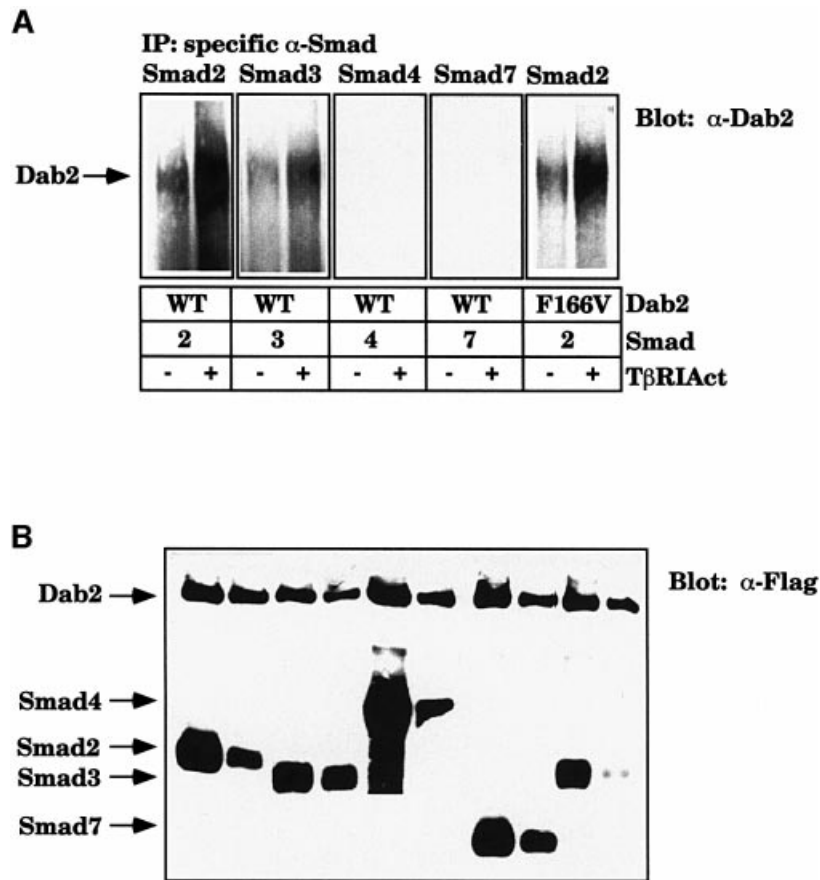 A
IP: specific α-Smad
Smad2 Smad3 Smad4 Smad7 Smad2
Blot: α-Dab2
Dab2
WT WT WT WT F166V Dab2
2 3 4 7 2 Smad
- + - + - + - + - + TβRIAct
B
Blot: α-Flag
Dab2
Smad4
Smad2
Smad3
Smad7